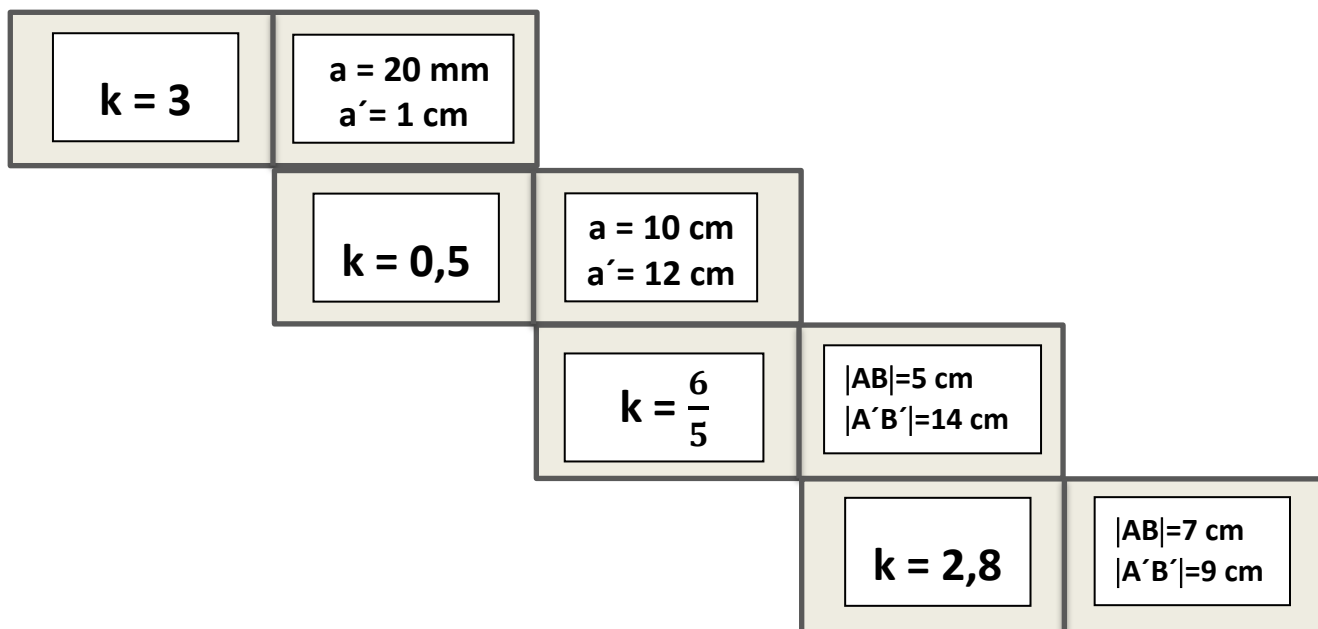 k = 3
a = 20 mm
a´= 1 cm
k = 0,5
a = 10 cm
a´= 12 cm
k = 6/5
|AB|=5 cm
|A´B´|=14 cm
k = 2,8
|AB|=7 cm
|A´B´|=9 cm